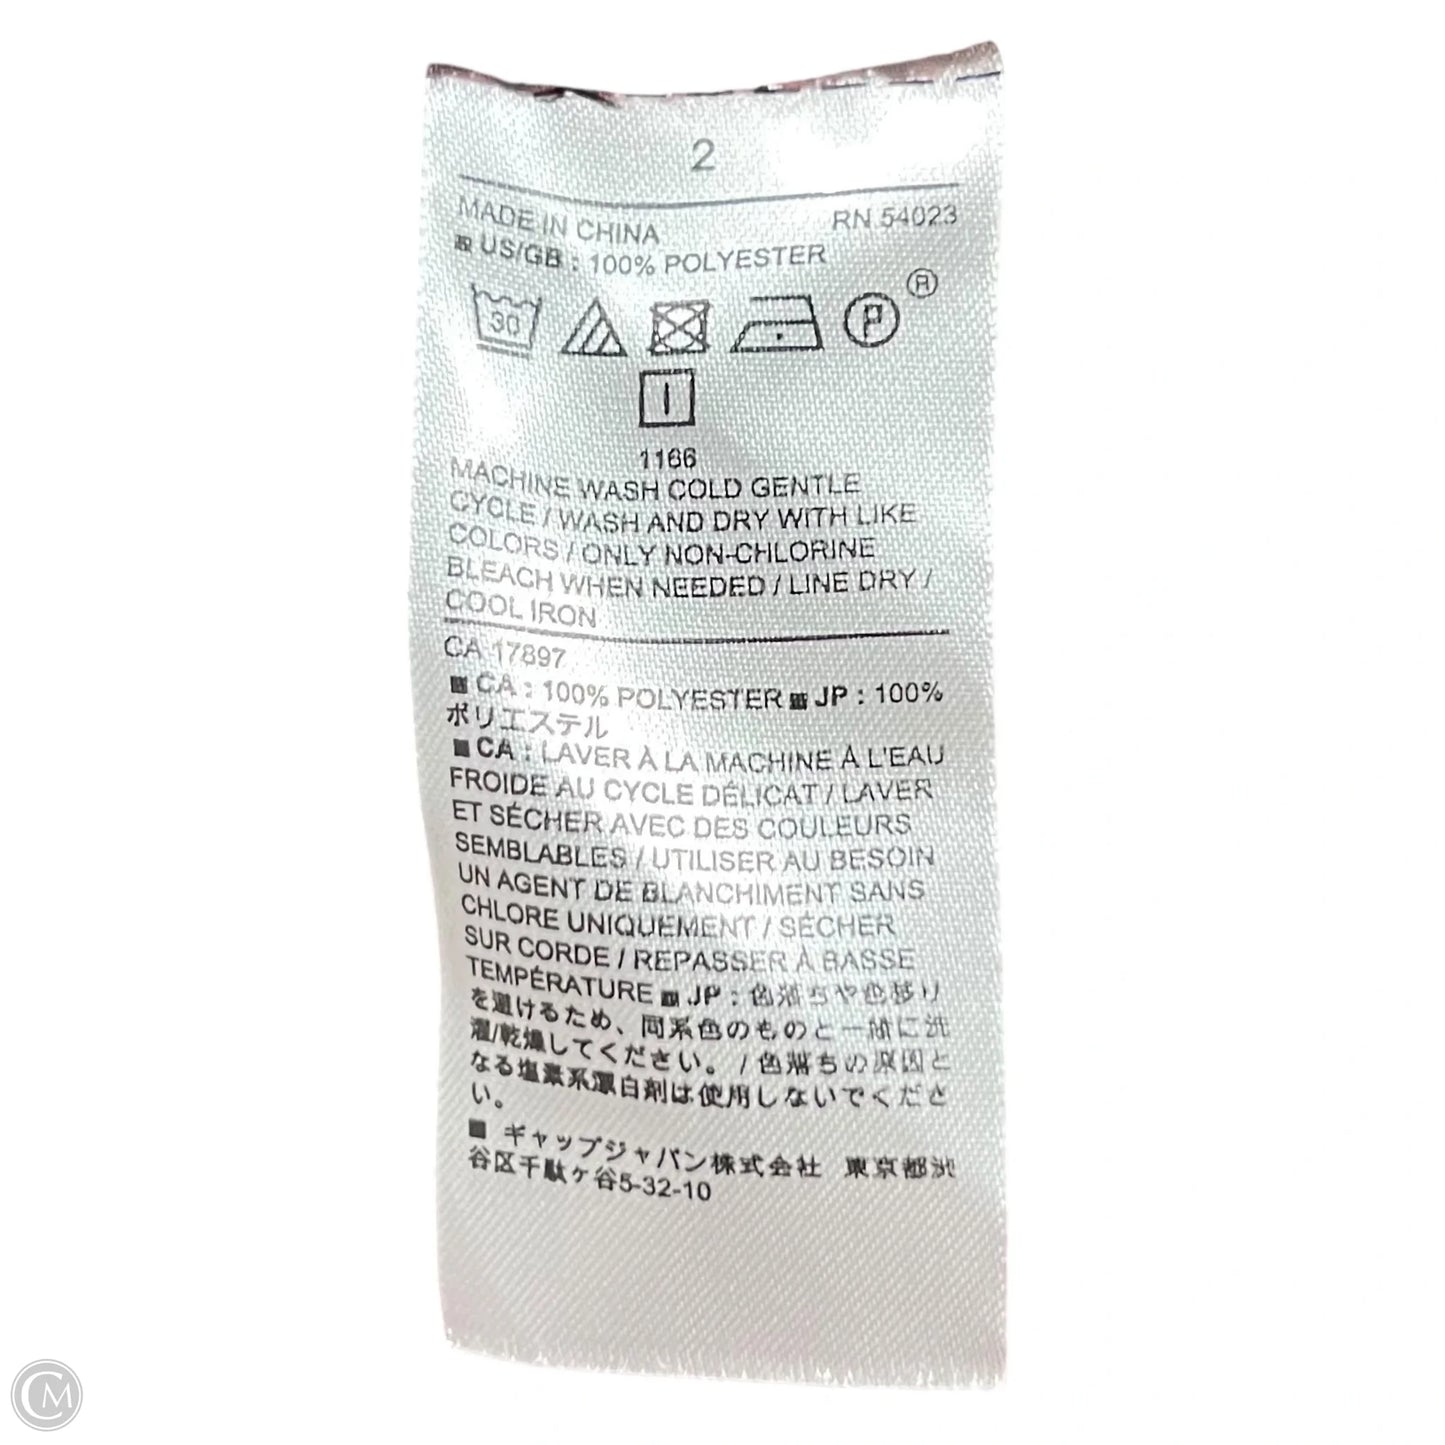 2
MADE IN CHINA RN 54023
US/GB : 100% POLYESTER
30 P ®
1166
MACHINE WASH COLD GENTLE
CYCLE / WASH AND DRY WITH LIKE
COLORS / ONLY NON-CHLORINE
BLEACH WHEN NEEDED / LINE DRY /
COOL IRON
CA 17897
■ CA : 100% POLYESTER ■ JP : 100%
ポリエステル
■ CA : LAVER À LA MACHINE À L'EAU
FROIDE AU CYCLE DÉLICAT / LAVER
ET SÉCHER AVEC DES COULEURS
SEMBLABLES / UTILISER AU BESOIN
UN AGENT DE BLANCHIMENT SANS
CHLORE UNIQUEMENT / SÉCHER
SUR CORDE / REPASSER À BASSE
TEMPÉRATURE ■ JP : 色落ちや色移り
を避けるため、同系色のものと一緒に洗
濯/乾燥してください。 / 色落ちの原因と
なる塩素系漂白剤は使用しないでくださ
い。
■ ギャップジャパン株式会社 東京都渋
谷区千駄ケ谷5-32-10
CM